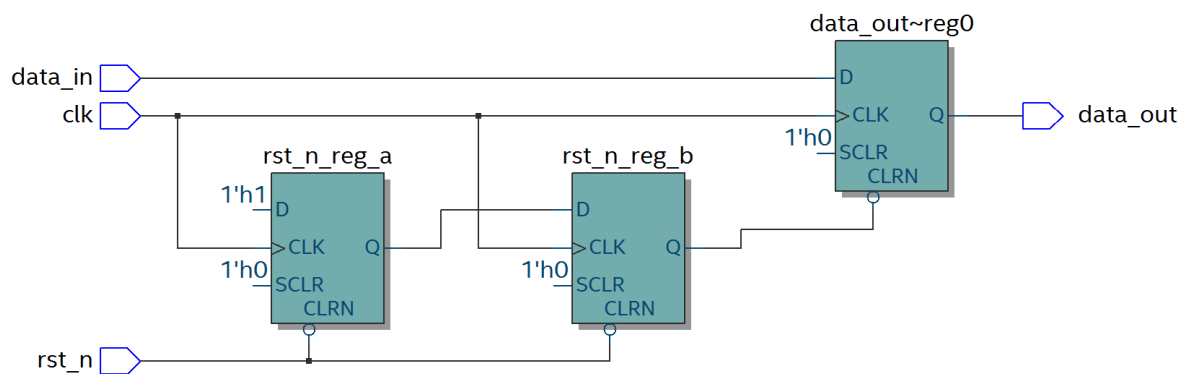 data_out~reg0
data_in
D
clk
CLK
Q
data_out
1'h0
SCLR
CLRN
rst_n_reg_a
rst_n_reg_b
1'h1
D
D
CLK
Q
CLK
Q
1'h0
SCLR
1'h0
SCLR
CLRN
CLRN
rst_n